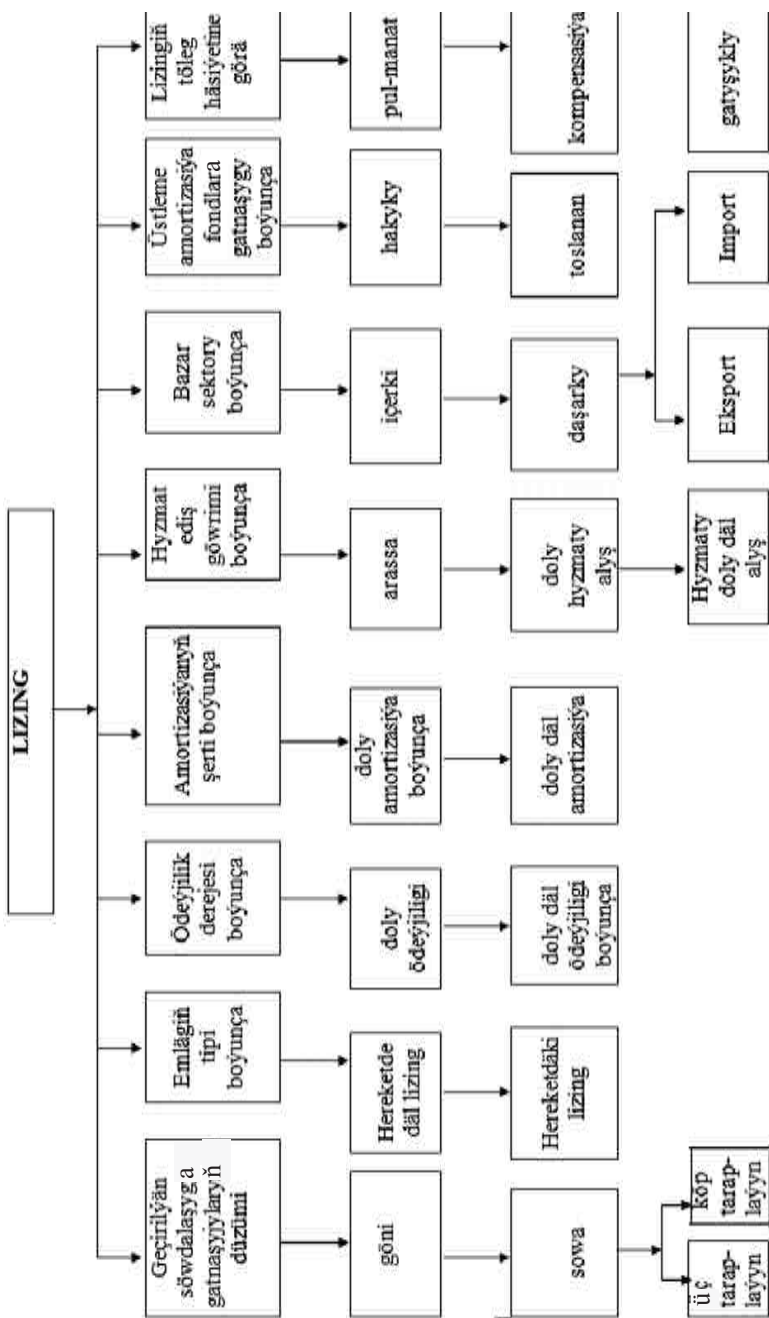 LIZING
Geçirilýän
söwdalaşyga
gatnaşyjylaryň
düzümi
Emlägiň
tipi
boýunça
Ödeýjilik
derejesi
boýunça
Amortizasiýanyň
şerti boýunça
Hyzmat
ediş
göwrimi
boýunça
Bazar
sektory
boýunça
Üstleme
amortizasiýa
fondlara
gatnaşygy
boýunça
Lizingiň
töleg
häsiýetine
görä
göni
Hereketde
däl lizing
doly
ödeýjiligi
doly
amortizasiýa
boýunça
arassa
içerki
hakyky
pul-manat
sowa
Hereketdäki
lizing
doly däl
ödeýjiligi
boýunça
doly däl
amortizasiýa
doly
hyzmaty
alyş
daşarky
toslanan
kompensasiýa
üç
tarap-
laýyn
köp
tarap-
laýyn
Hyzmaty
doly däl
alyş
Eksport
Import
gatyşykly